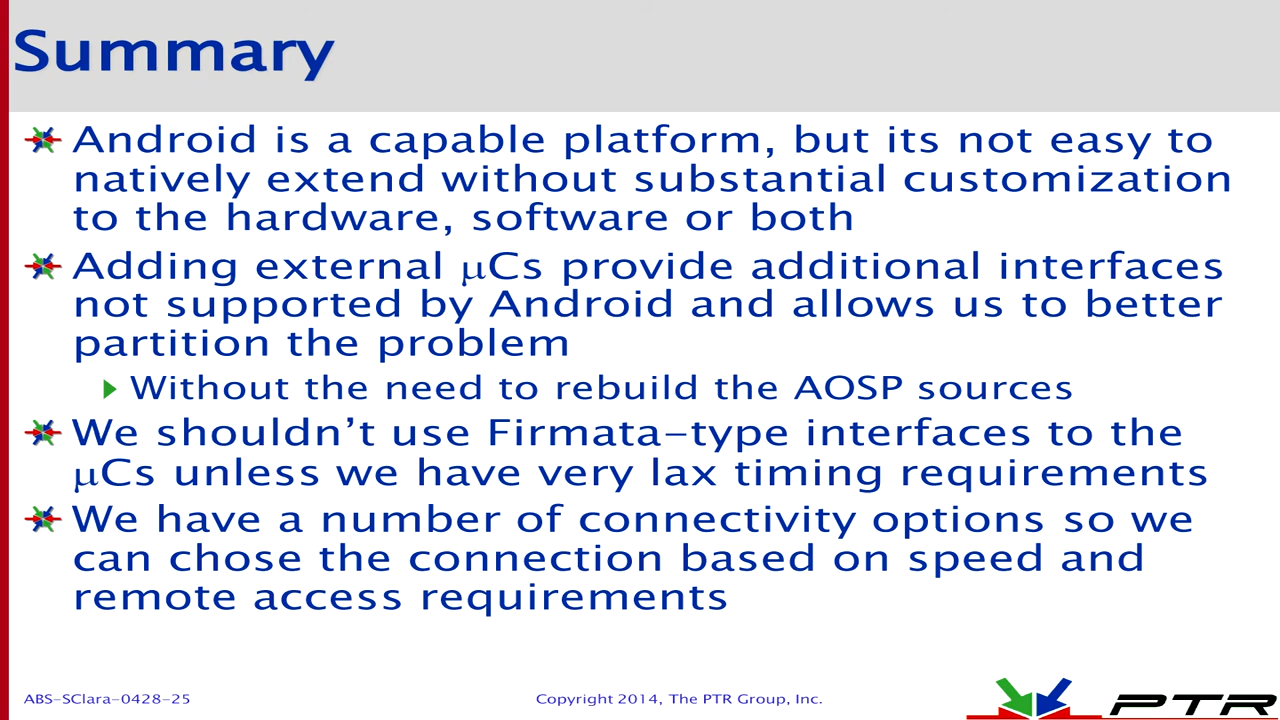 Summary
Android is a capable platform, but its not easy to
natively extend without substantial customization
to the hardware, software or both
Adding external µCs provide additional interfaces
not supported by Android and allows us to better
partition the problem
Without the need to rebuild the AOSP sources
We shouldn’t use Firmata-type interfaces to the
µCs unless we have very lax timing requirements
We have a number of connectivity options so we
can chose the connection based on speed and
remote access requirements
ABS-SClara-0428-25
Copyright 2014, The PTR Group, Inc.
PTR